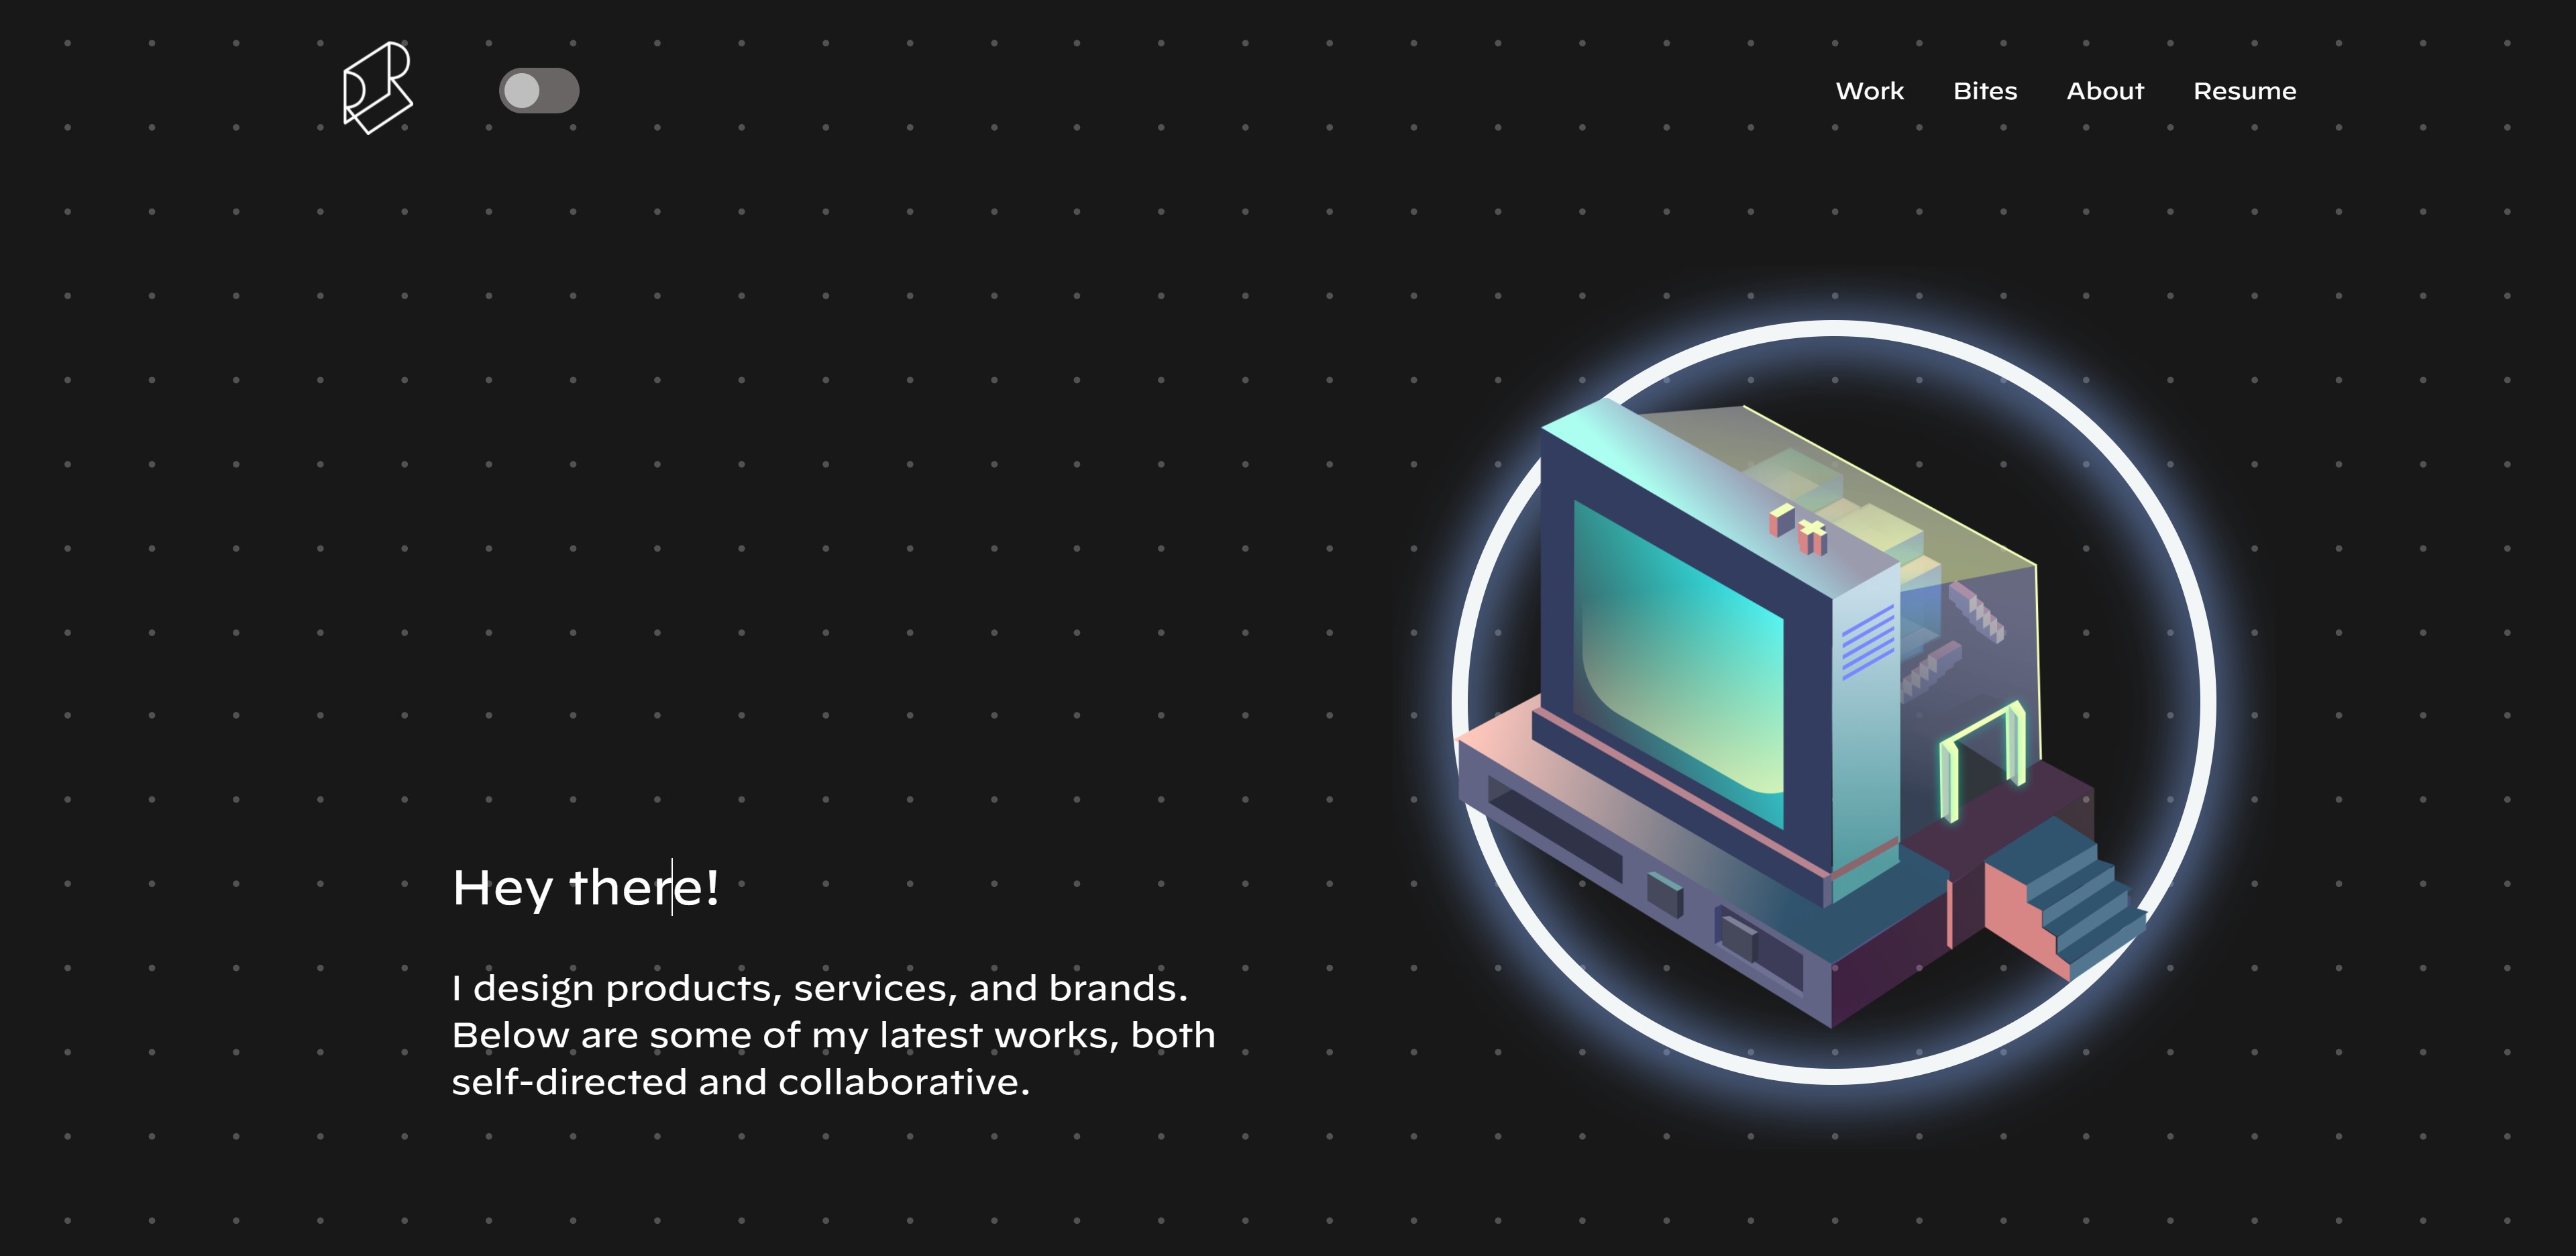 Work Bites About Resume
Hey there!
I design products, services, and brands.
Below are some of my latest works, both
self-directed and collaborative.